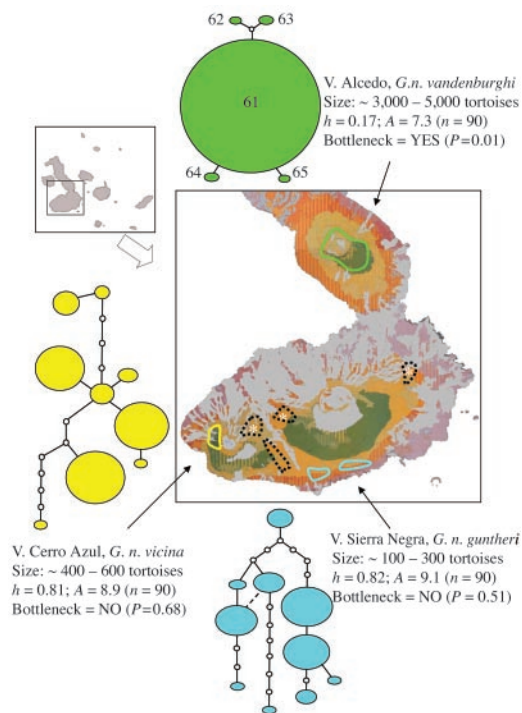 62
63
61
64
65
V. Alcedo, G.n. vandenburghi
Size: ~ 3,000 – 5,000 tortoises
h = 0.17; A = 7.3 (n = 90)
Bottleneck = YES (P=0.01)
V. Cerro Azul, G. n. vicina
Size: ~ 400 – 600 tortoises
h = 0.81; A = 8.9 (n = 90)
Bottleneck = NO (P=0.68)
V. Sierra Negra, G. n. guntheri
Size: ~ 100 – 300 tortoises
h = 0.82; A = 9.1 (n = 90)
Bottleneck = NO (P = 0.51)